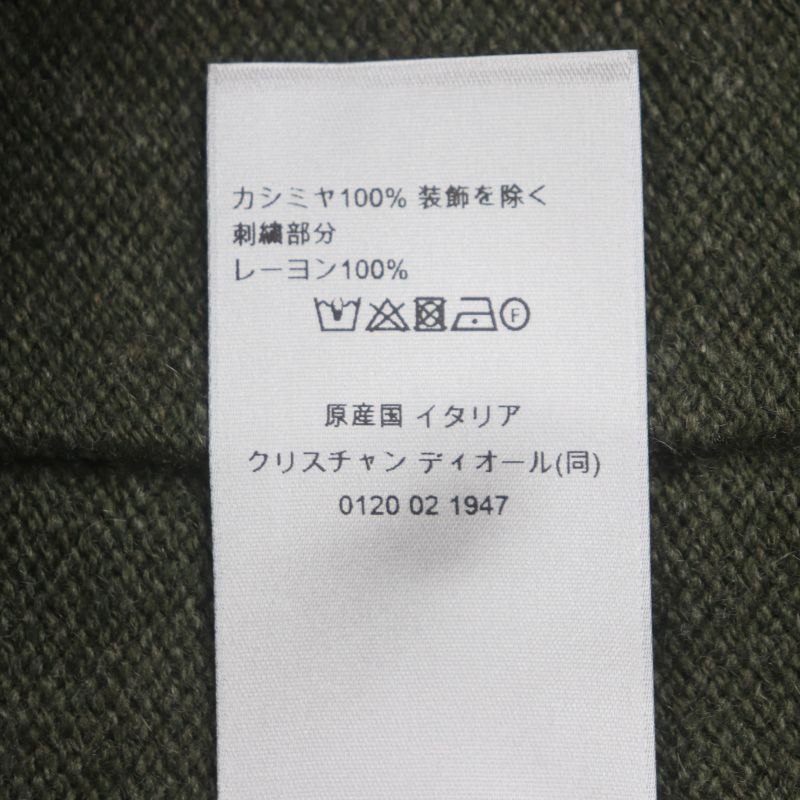 カシミヤ100% 装飾を除く
刺繍部分
レーヨン100%
F
原産国 イタリア
クリスチャン ディオール(同)
0120 02 1947